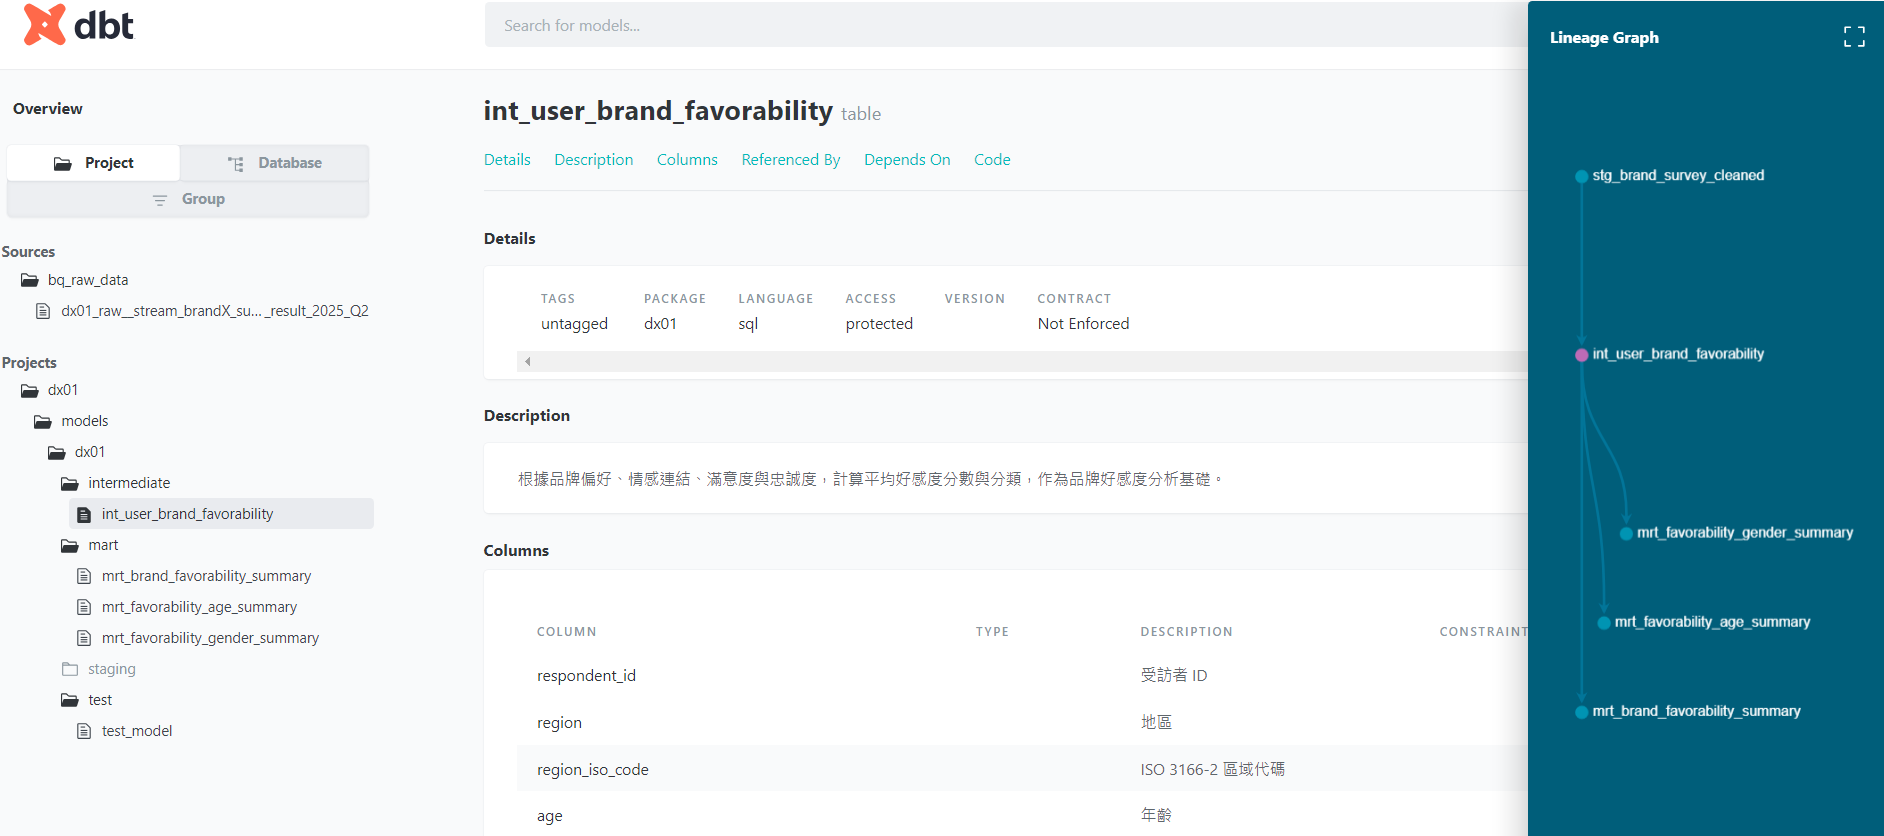 dbt
Search for models...
Overview
Project
Database
Group
Sources
bq_raw_data
dx01_raw__stream_brandX_su... _result_2025_Q2
Projects
dx01
models
dx01
intermediate
int_user_brand_favorability
mart
mrt_brand_favorability_summary
mrt_favorability_age_summary
mrt_favorability_gender_summary
staging
test
test_model
int_user_brand_favorability table
Details Description Columns Referenced By Depends On Code
Details
TAGS PACKAGE LANGUAGE ACCESS VERSION CONTRACT
untagged dx01 sql protected Not Enforced
Description
根據品牌偏好、情感連結、滿意度與忠誠度，計算平均好感度分數與分類，作為品牌好感度分析基礎。
Columns
COLUMN TYPE DESCRIPTION CONSTRAINT
respondent_id 受訪者 ID
region 地區
region_iso_code ISO 3166-2 區域代碼
age 年齡
Lineage Graph
stg_brand_survey_cleaned
int_user_brand_favorability
mrt_favorability_gender_summary
mrt_favorability_age_summary
mrt_brand_favorability_summary